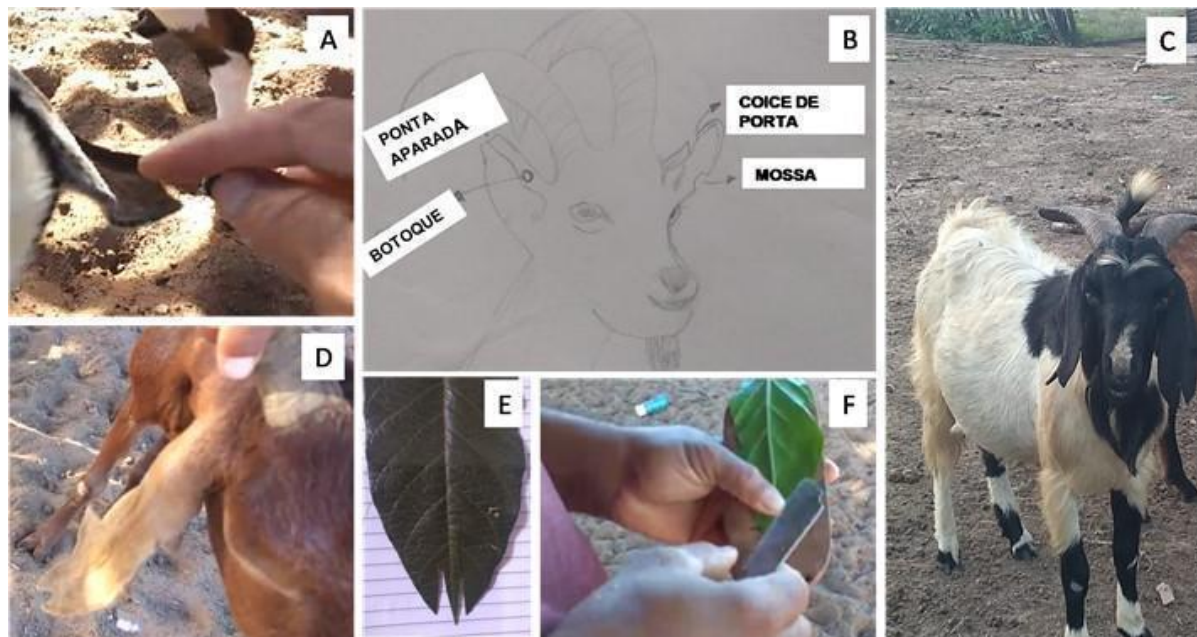 A
B
C
PONTA
APARADA
COICE DE
PORTA
MOSSA
BOTOQUE
D
E
F